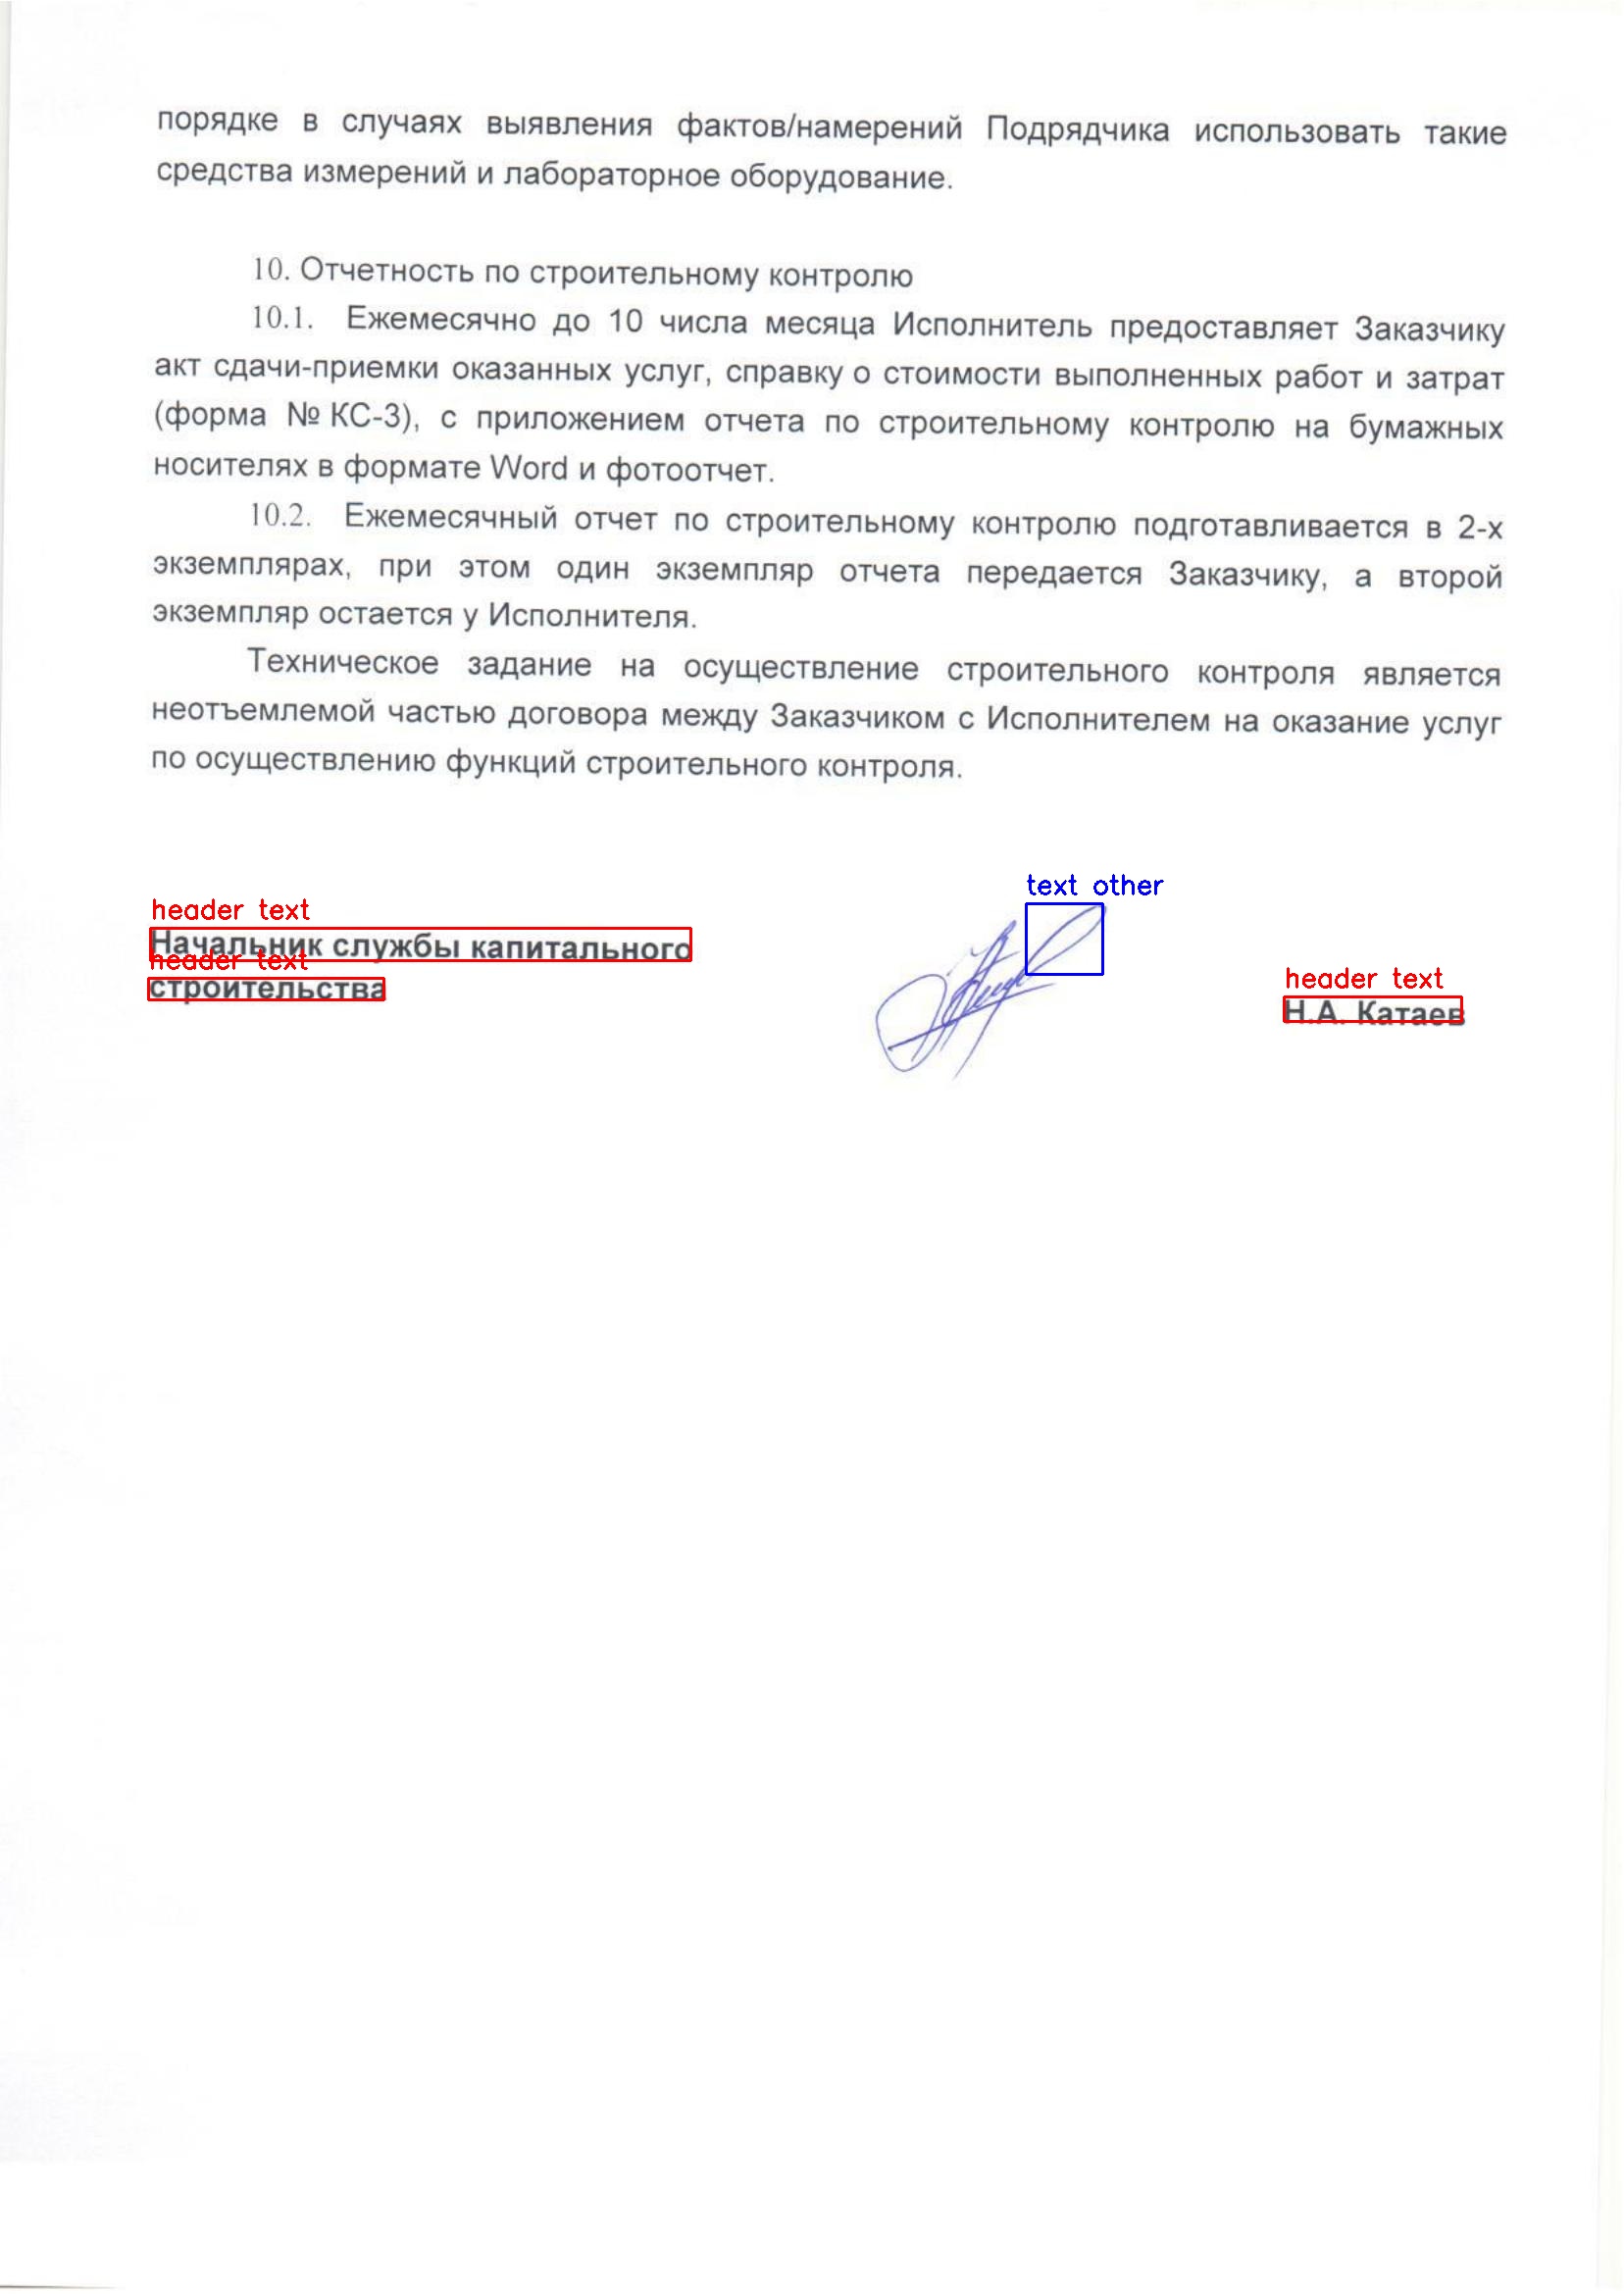 порядке в случаях выявления фактов/намерений Подрядчика использовать такие
средства измерений и лабораторное оборудование.
10. Отчетность по строительному контролю
10.1. Ежемесячно до 10 числа месяца Исполнитель предоставляет Заказчику
акт сдачи-приемки оказанных услуг, справку о стоимости выполненных работ и затрат
(форма № КС-3), с приложением отчета по строительному контролю на бумажных
носителях в формате Word и фотоотчет.
10.2. Ежемесячный отчет по строительному контролю подготавливается в 2-х
экземплярах, при этом один экземпляр отчета передается Заказчику, а второй
экземпляр остается у Исполнителя.
Техническое задание на осуществление строительного контроля является
неотъемлемой частью договора между Заказчиком с Исполнителем на оказание услуг
по осуществлению функций строительного контроля.
text other
header text
Начальник службы капитального
header text
строительства
header text
Н.А. Катаев